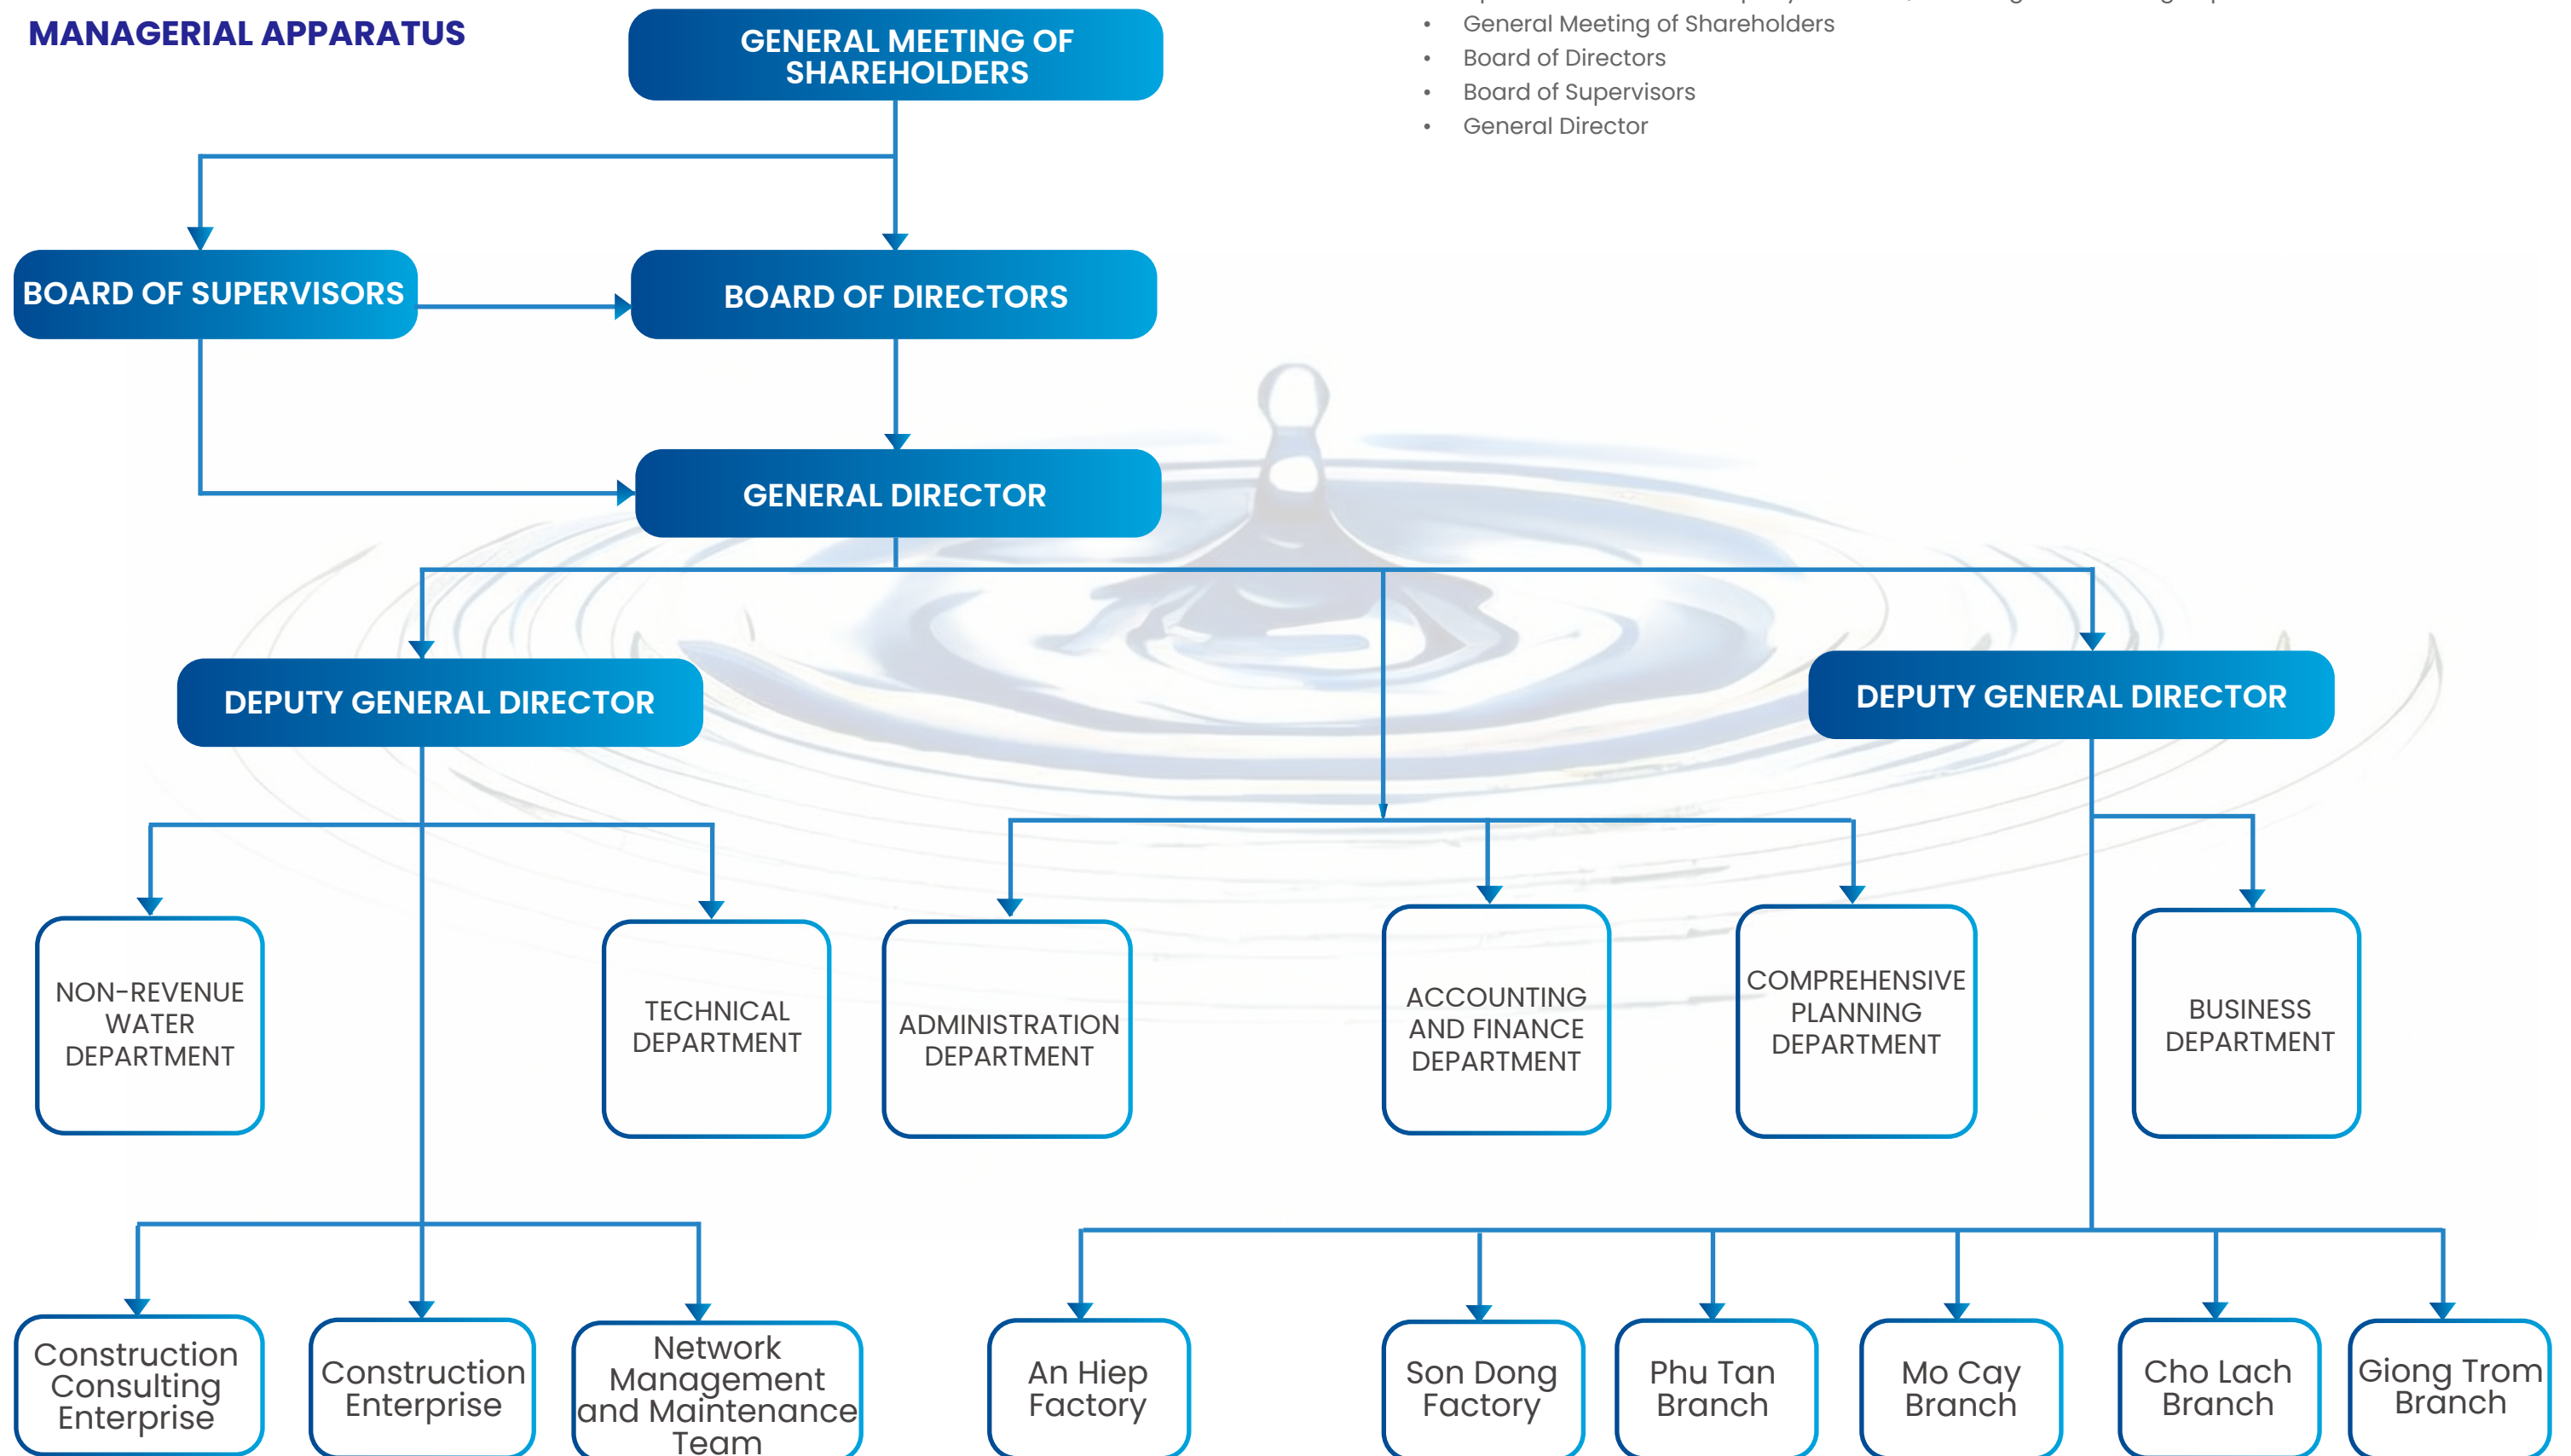 MANAGERIAL APPARATUS
GENERAL MEETING OF
SHAREHOLDERS
• General Meeting of Shareholders
• Board of Directors
• Board of Supervisors
• General Director
BOARD OF SUPERVISORS
BOARD OF DIRECTORS
GENERAL DIRECTOR
DEPUTY GENERAL DIRECTOR
DEPUTY GENERAL DIRECTOR
NON-REVENUE
WATER
DEPARTMENT
TECHNICAL
DEPARTMENT
ADMINISTRATION
DEPARTMENT
ACCOUNTING
AND FINANCE
DEPARTMENT
COMPREHENSIVE
PLANNING
DEPARTMENT
BUSINESS
DEPARTMENT
Construction
Consulting
Enterprise
Construction
Enterprise
Network
Management
and Maintenance
Team
An Hiep
Factory
Son Dong
Factory
Phu Tan
Branch
Mo Cay
Branch
Cho Lach
Branch
Giong Trom
Branch